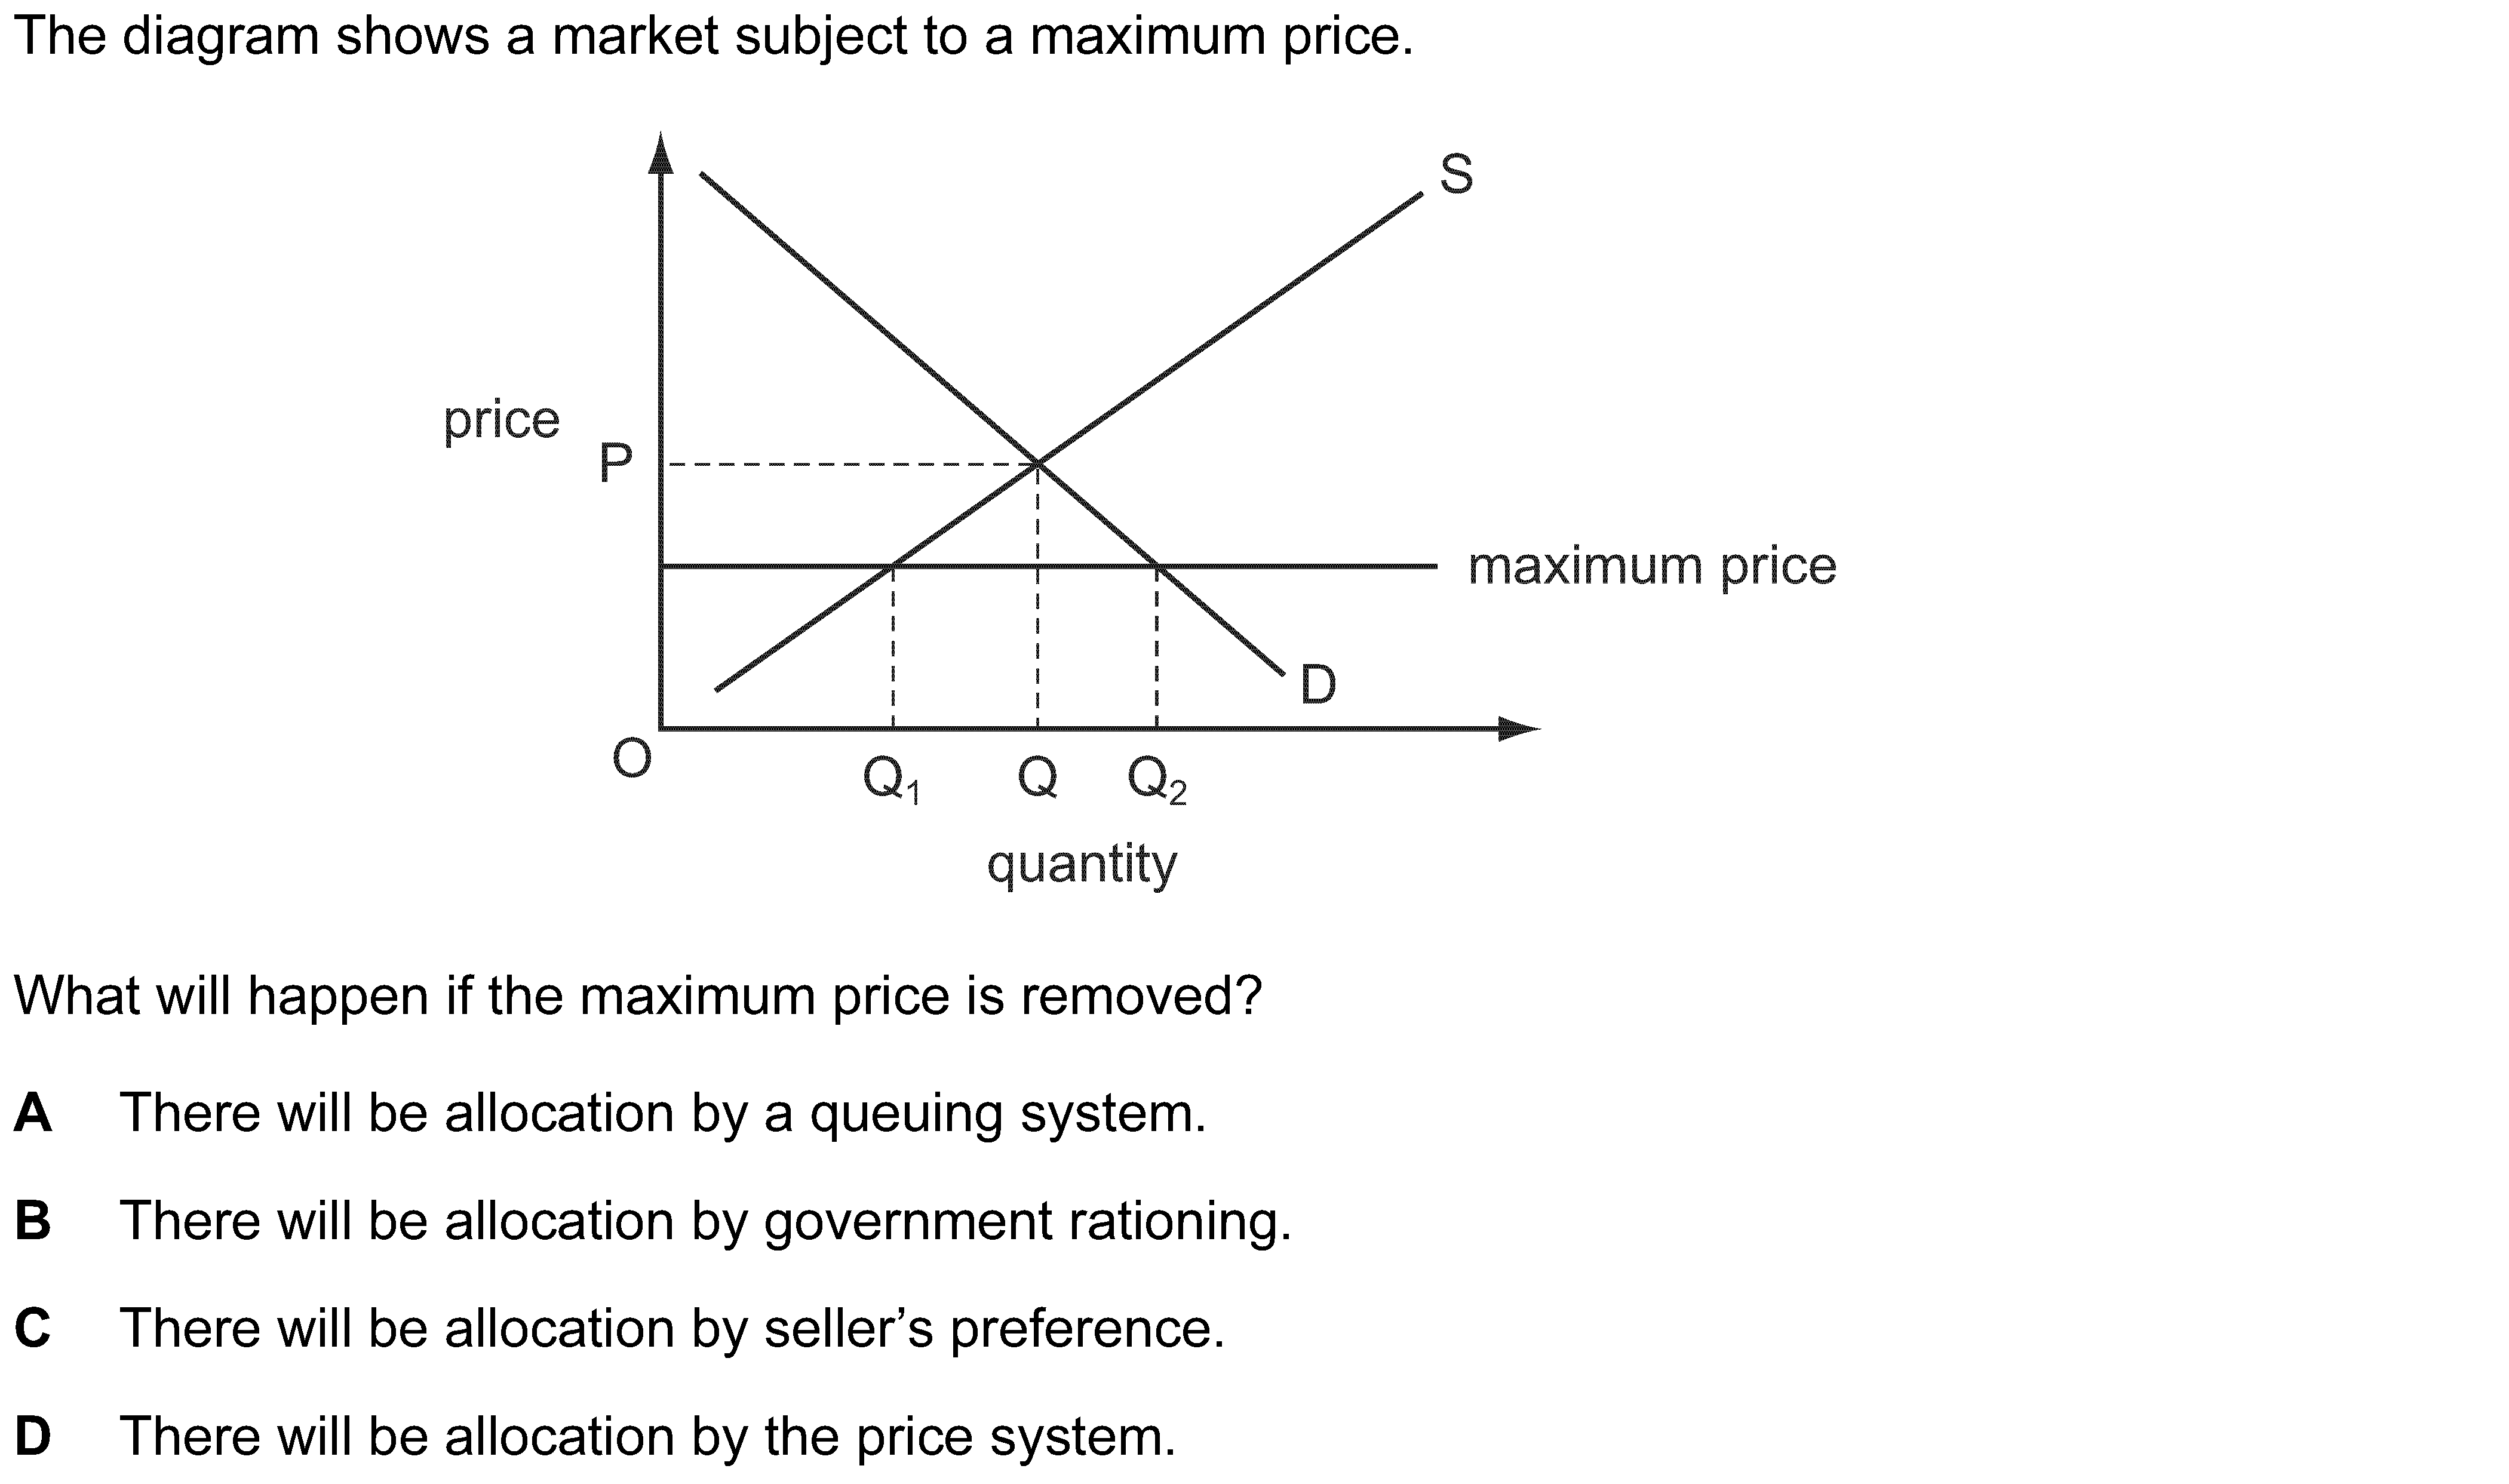 The diagram shows a market subject to a maximum price.
S
price
P
maximum price
D
O
Q1 Q Q2
quantity
What will happen if the maximum price is removed?
A There will be allocation by a queuing system.
B There will be allocation by government rationing.
C There will be allocation by seller’s preference.
D There will be allocation by the price system.